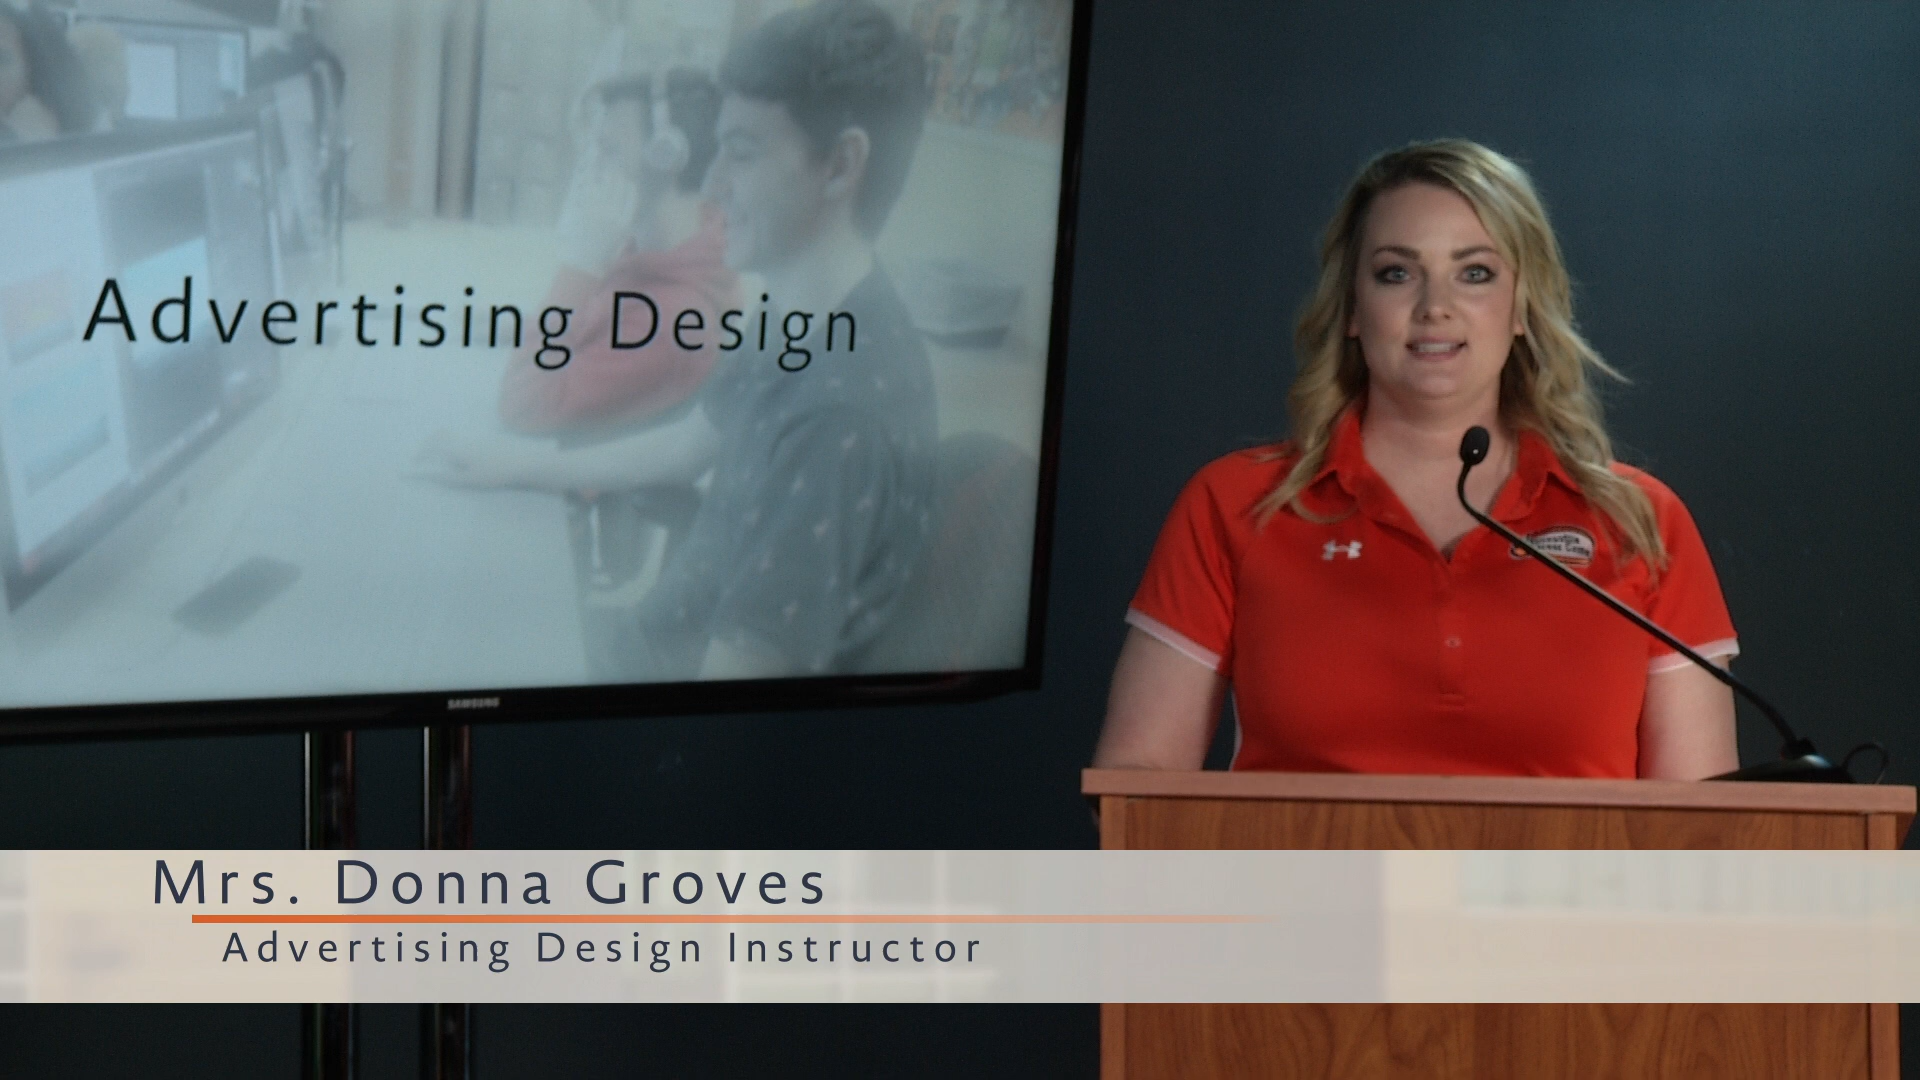 Advertising Design
SAMSUNG
Mrs. Donna Groves
Advertising Design Instructor